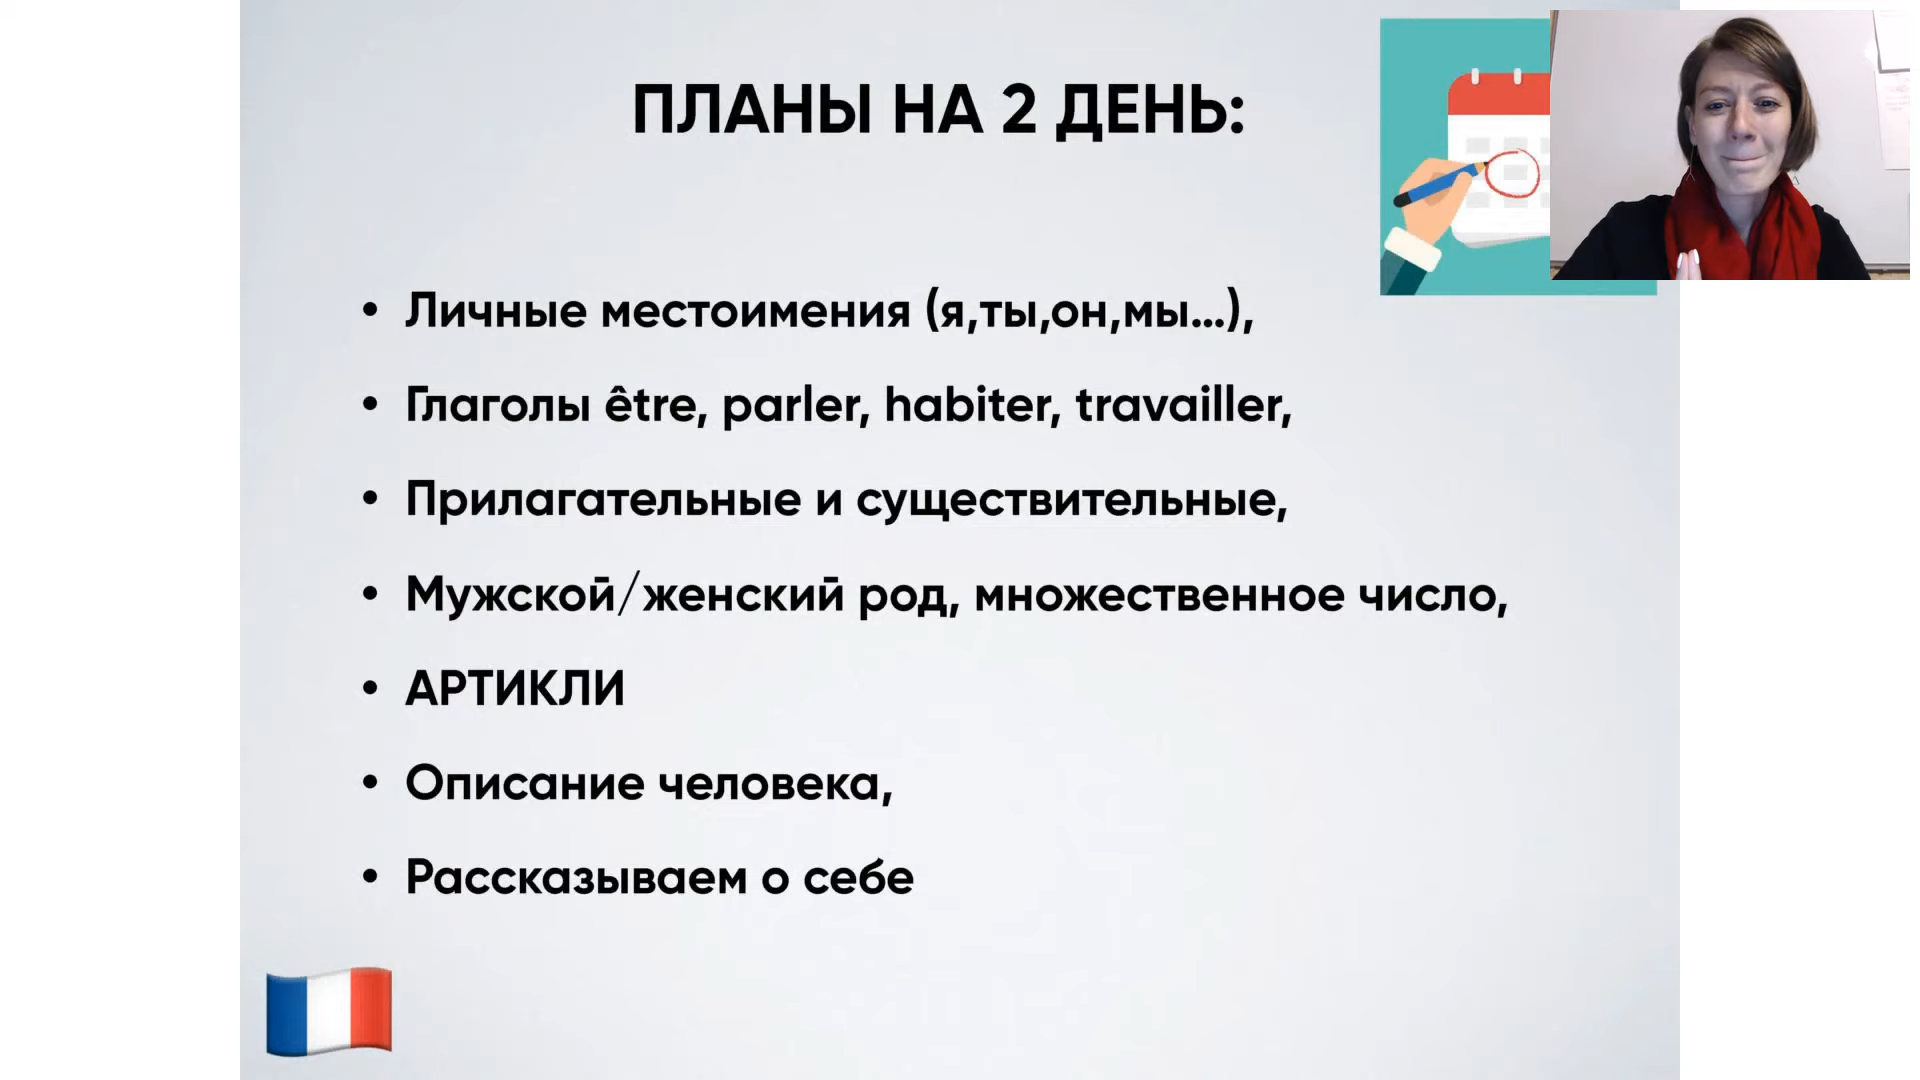 ПЛАНЫ НА 2 ДЕНЬ:
• Личные местоимения (я,ты,он,мы...),
• Глаголы être, parler, habiter, travailler,
• Прилагательные и существительные,
• Мужской/женский род, множественное число,
• АРТИКЛИ
• Описание человека,
• Рассказываем о себе